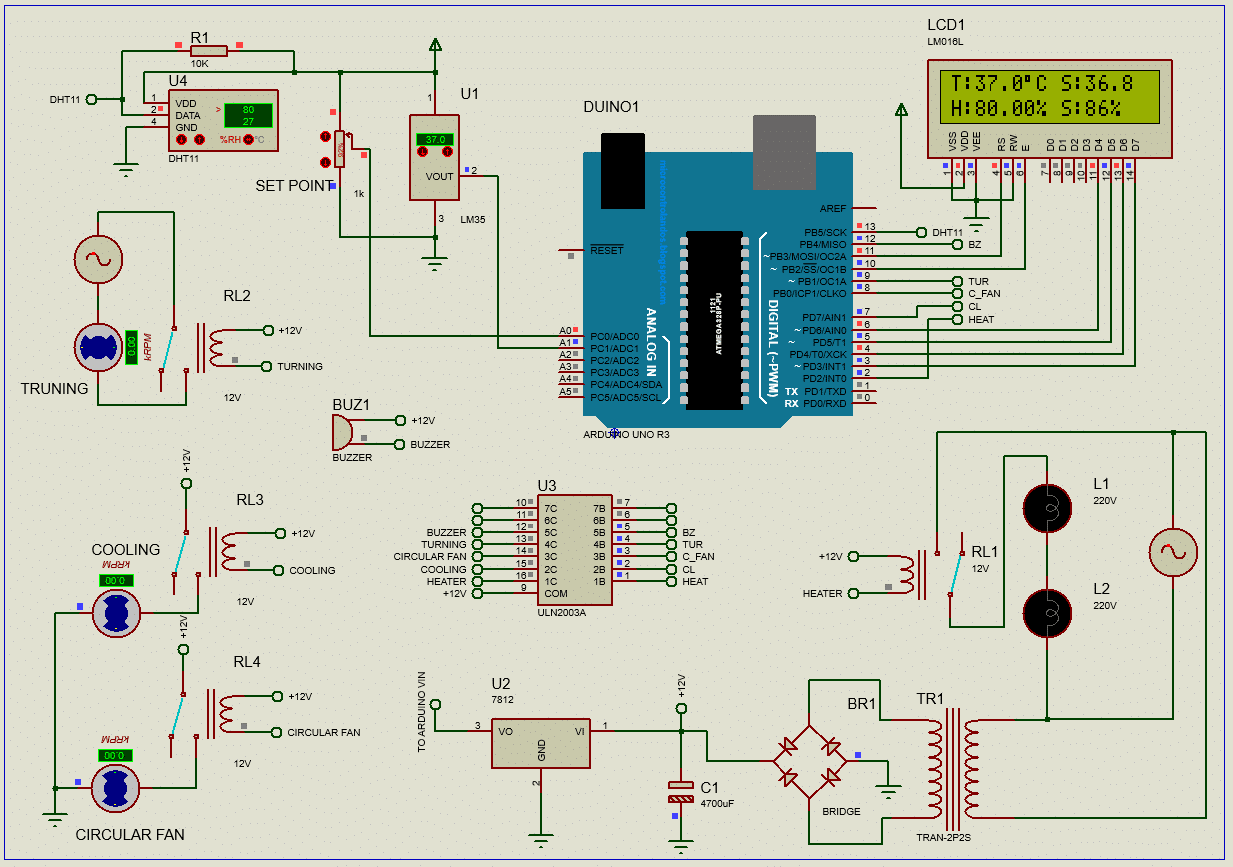 R1
10K
U4
DHT11
1
2
4
VDD
DATA
GND
>
80
27
%RH
°C
DHT11
SET POINT
92%
1k
U1
1
37.0
VOUT
2
3
LM35
DUINO1
microcontrolandos.blogspot.com
RESET
AREF
PB5/SCK
PB4/MISO
~PB3/MOSI/OC2A
~ PB2/SS/OC1B
~ PB1/OC1A
PB0/ICP1/CLKO
PD7/AIN1
~ PD6/AIN0
~ PD5/T1
PD4/T0/XCK
~ PD3/INT1
PD2/INT0
TX PD1/TXD
RX PD0/RXD
13
12
11
10
9
8
7
6
5
4
3
2
1
0
DHT11
BZ
TUR
C_FAN
CL
HEAT
A0
A1
A2
A3
A4
A5
PC0/ADC0
PC1/ADC1
PC2/ADC2
PC3/ADC3
PC4/ADC4/SDA
PC5/ADC5/SCL
ANALOG IN
DIGITAL (~PWM)
1121
ATMEGA328P-PU
ARDUINO UNO R3
LCD1
LM016L
T:37.0°C S:36.8
H:80.00% S:86%
VSS
VDD
VEE
RS
RW
E
D0
D1
D2
D3
D4
D5
D6
D7
1
2
3
4
5
6
7
8
9
10
11
12
13
14
RL2
+12V
TURNING
12V
0.00
kRPM
TRUNING
BUZ1
+12V
BUZZER
BUZZER
+12V
RL3
+12V
COOLING
12V
COOLING
kRPM
0.00
+12V
RL4
+12V
CIRCULAR FAN
12V
kRPM
0.00
CIRCULAR FAN
U3
10
11
12
13
14
15
16
9
7C
6C
5C
4C
3C
2C
1C
COM
7B
6B
5B
4B
3B
2B
1B
7
6
5
4
3
2
1
BUZZER
TURNING
CIRCULAR FAN
COOLING
HEATER
+12V
BZ
TUR
C_FAN
CL
HEAT
ULN2003A
+12V
HEATER
RL1
12V
L1
220V
L2
220V
TO ARDUINO VIN
U2
7812
3
VO
VI
1
GND
2
+12V
C1
4700uF
BR1
BRIDGE
TR1
TRAN-2P2S